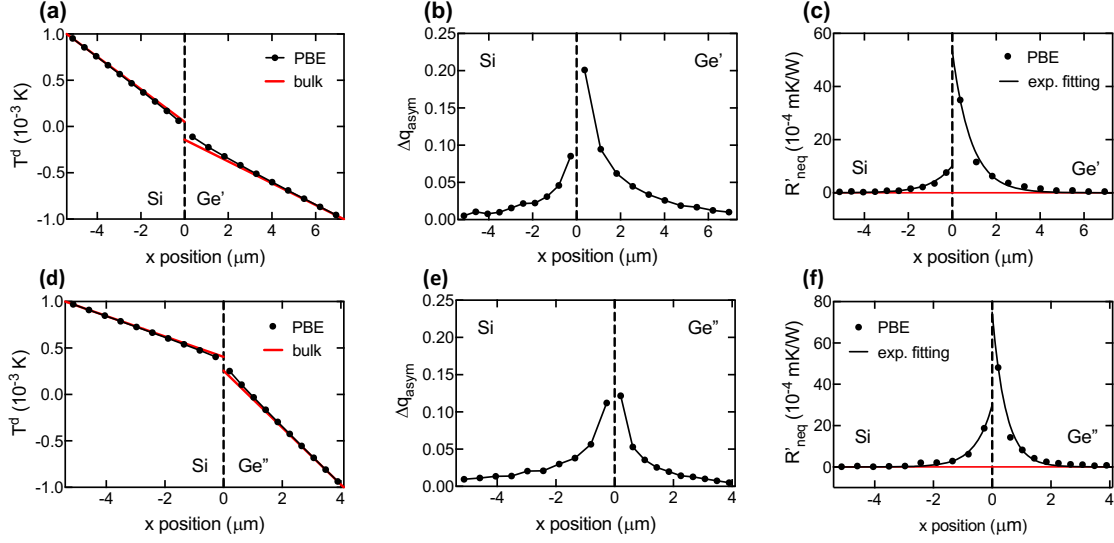 (a)
1.0
0.5
0.0
-0.5
-1.0
T^d (10^-3 K)
PBE
bulk
Si
Ge'
-4
-2
0
2
4
6
x position (μm)
(b)
0.25
0.20
0.15
0.10
0.05
0.00
Δq_asym
Si
Ge'
-4
-2
0
2
4
6
x position (μm)
(c)
60
40
20
0
R'_neq (10^-4 mK/W)
PBE
exp. fitting
Si
Ge'
-4
-2
0
2
4
6
x position (μm)
(d)
1.0
0.5
0.0
0.5
-1.0
T^d (10^-3 K)
PBE
bulk
Si
Ge"
-4
-2
0
2
4
x position (μm)
(e)
0.25
0.20
0.15
0.10
0.05
0.00
Δq_asym
Si
Ge"
-4
-2
0
2
4
x position (μm)
(f)
80
60
40
20
0
R'_neq (10^-4 mK/W)
PBE
exp. fitting
Si
Ge"
-4
-2
0
2
4
x position (μm)